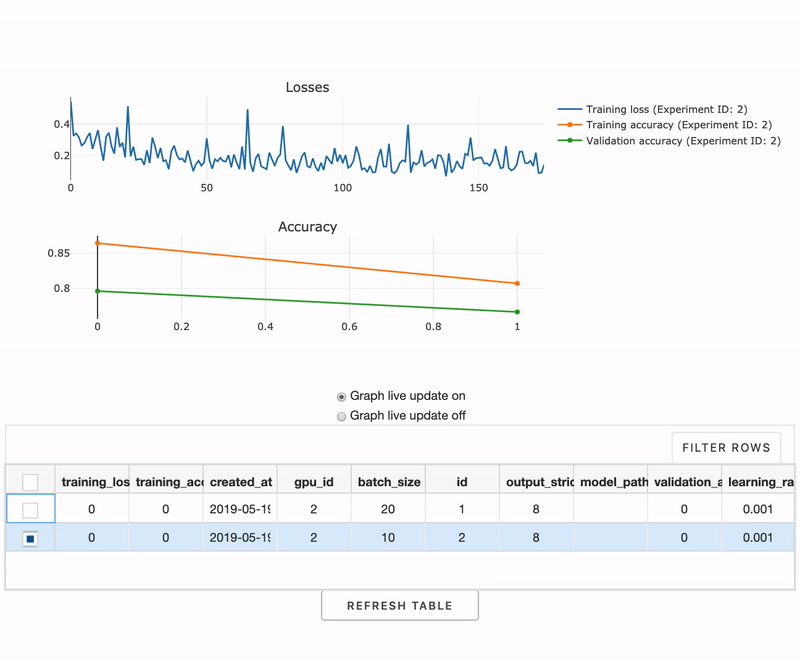 Losses
0.4
0.2
0 50 100 150
Training loss (Experiment ID: 2)
Training accuracy (Experiment ID: 2)
Validation accuracy (Experiment ID: 2)
Accuracy
0.85
0.8
0 0.2 0.4 0.6 0.8 1
Graph live update on
Graph live update off
FILTER ROWS
training_los training_acc created_at gpu_id batch_size id output_stric model_path validation_a learning_ra
0 0 2019-05-19 2 20 1 8 0 0.001
0 0 2019-05-19 2 10 2 8 0 0.001
REFRESH TABLE